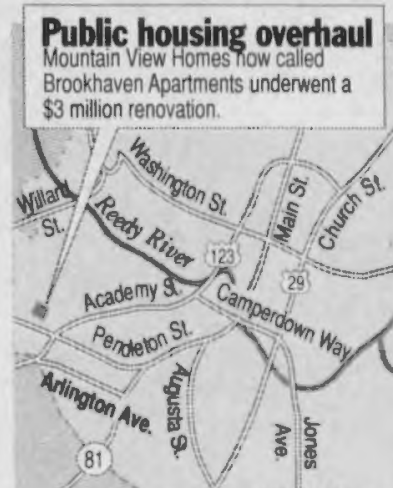 Public housing overhaul
Mountain View Homes now called
Brookhaven Apartments underwent a
$3 million renovation.
Washington St.
Willard
St.
Reedy River
Main St.
Church St.
123
29
Academy St.
Camperdown Way
Pendleton St.
Arlington Ave.
Augusta St.
Jones
Ave.
81